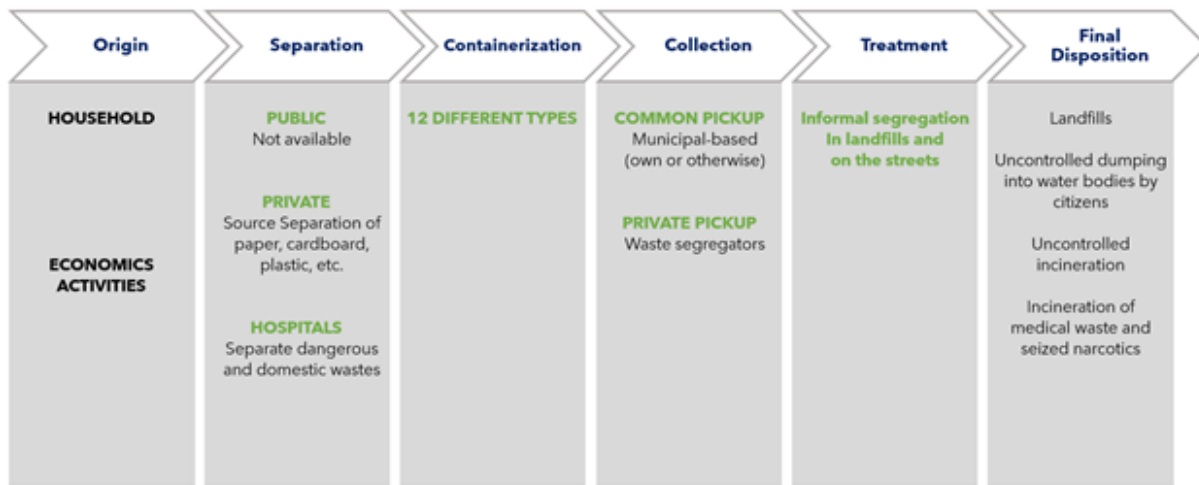 Origin
Separation
Containerization
Collection
Treatment
Final
Disposition
HOUSEHOLD
ECONOMICS
ACTIVITIES
PUBLIC
Not available
PRIVATE
Source Separation of
paper, cardboard,
plastic, etc.
HOSPITALS
Separate dangerous
and domestic wastes
12 DIFFERENT TYPES
COMMON PICKUP
Municipal-based
(own or otherwise)
PRIVATE PICKUP
Waste segregators
Informal segregation
In landfills and
on the streets
Landfills
Uncontrolled dumping
into water bodies by
citizens
Uncontrolled
incineration
Incineration of
medical waste and
seized narcotics